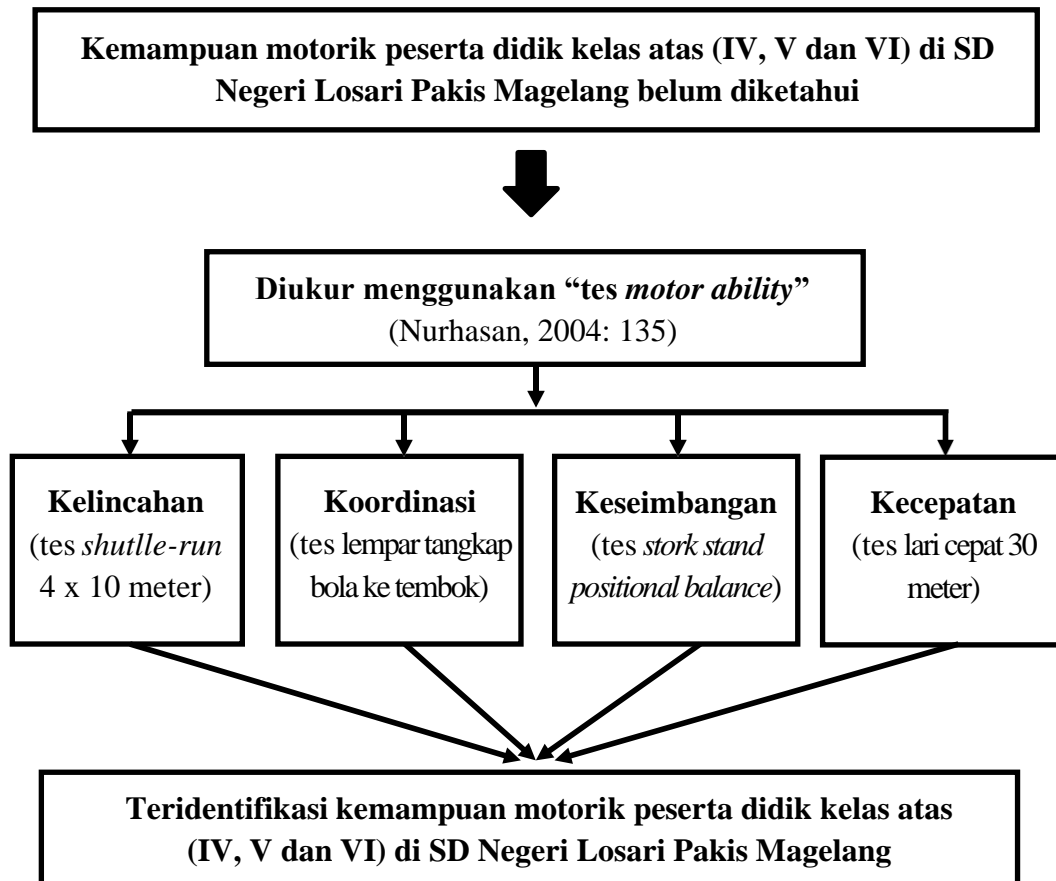 Kemampuan motorik peserta didik kelas atas (IV, V dan VI) di SD
Negeri Losari Pakis Magelang belum diketahui
Diukur menggunakan “tes motor ability”
(Nurhasan, 2004: 135)
Kelincahan
(tes shutlle-run
4 x 10 meter)
Koordinasi
(tes lempar tangkap
bola ke tembok)
Keseimbangan
(tes stork stand
positional balance)
Kecepatan
(tes lari cepat 30
meter)
Teridentifikasi kemampuan motorik peserta didik kelas atas
(IV, V dan VI) di SD Negeri Losari Pakis Magelang